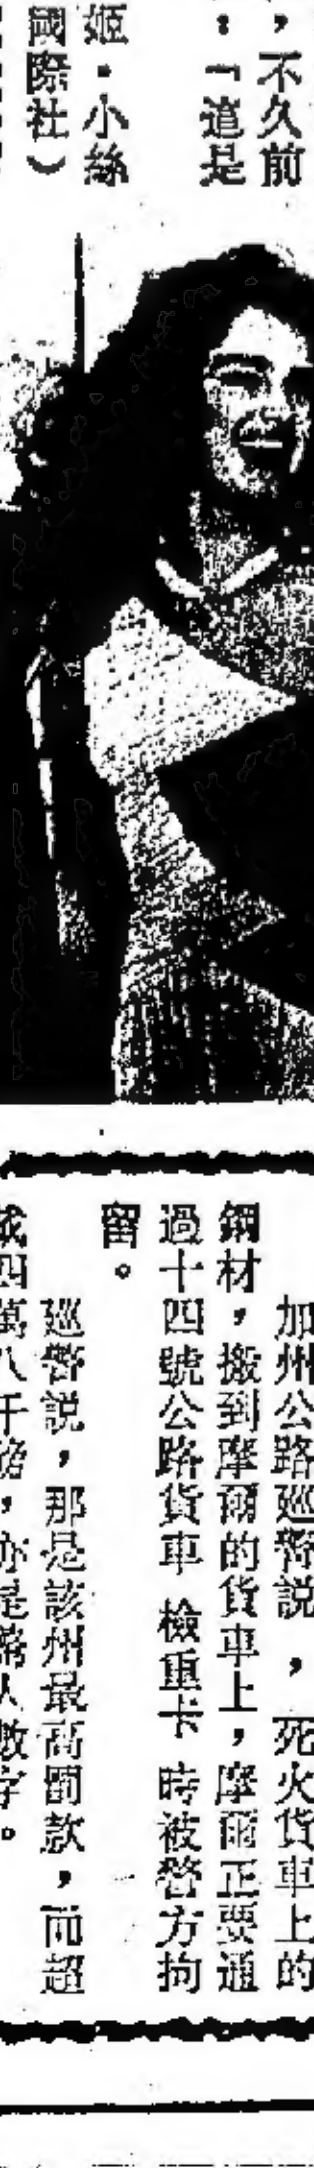 ，不久前
：「這是
姬·小絲
國際社）
加州公路巡警説，死火貨車上的
鋼材，搬到摩爾的貨車上，摩爾正要通
過十四號公路貨車 檢重卡 時被警方拘
留。
巡警説，那是該州最高罰款，而超
載四萬八千磅，亦是驚人數字。